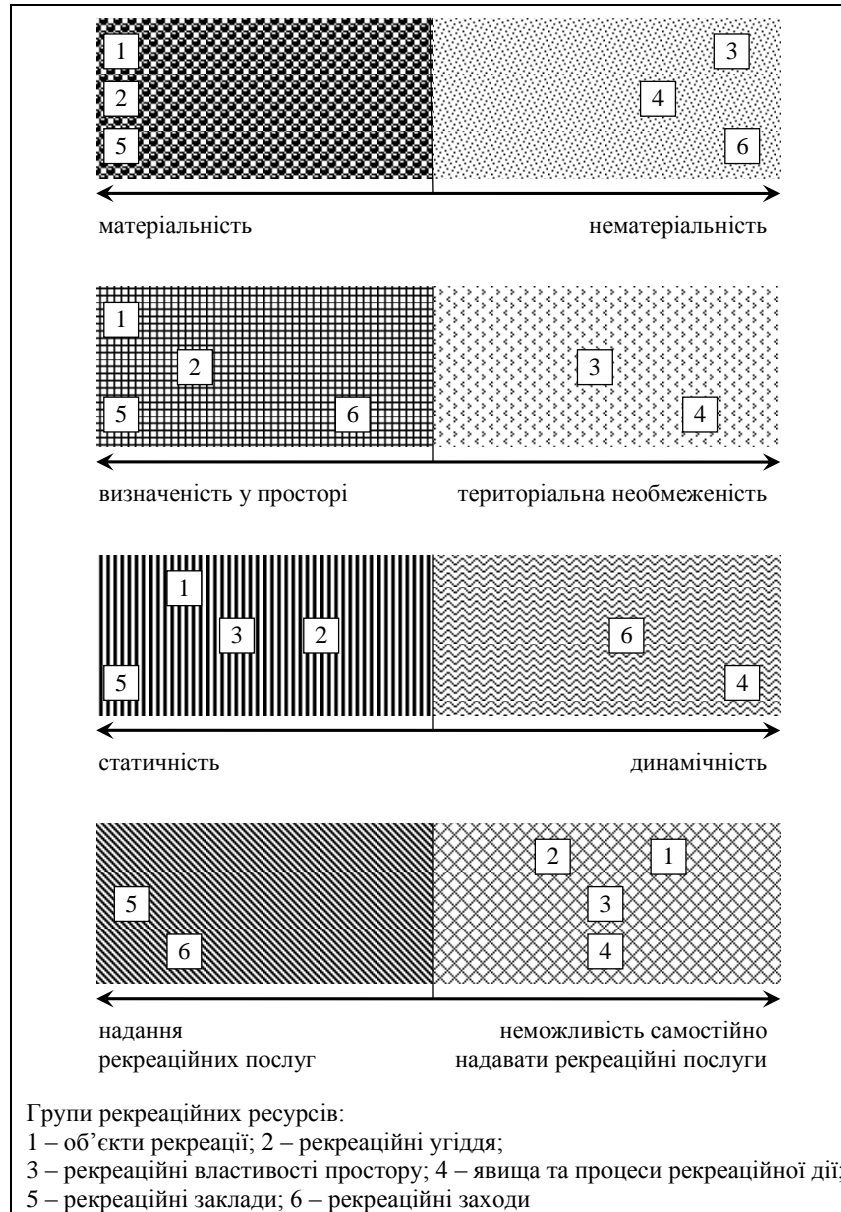 1
3
2
4
5
6
матеріальність нематеріальність
1
2
3
5
6
4
визначеність у просторі територіальна необмеженість
1
3
2
6
5
4
статичність динамічність
2
1
5
3
6
4
надання неможливість самостійно
рекреаційних послуг надавати рекреаційні послуги
Групи рекреаційних ресурсів:
1 – об’єкти рекреації; 2 – рекреаційні угіддя;
3 – рекреаційні властивості простору; 4 – явища та процеси рекреаційної дії;
5 – рекреаційні заклади; 6 – рекреаційні заходи